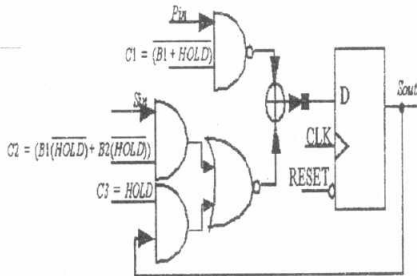 Pin
C1 = (B1 + HOLD)
Sin
C2 = (B1(HOLD) + B2(HOLD))
C3 = HOLD
D
Sout
CLK
RESET